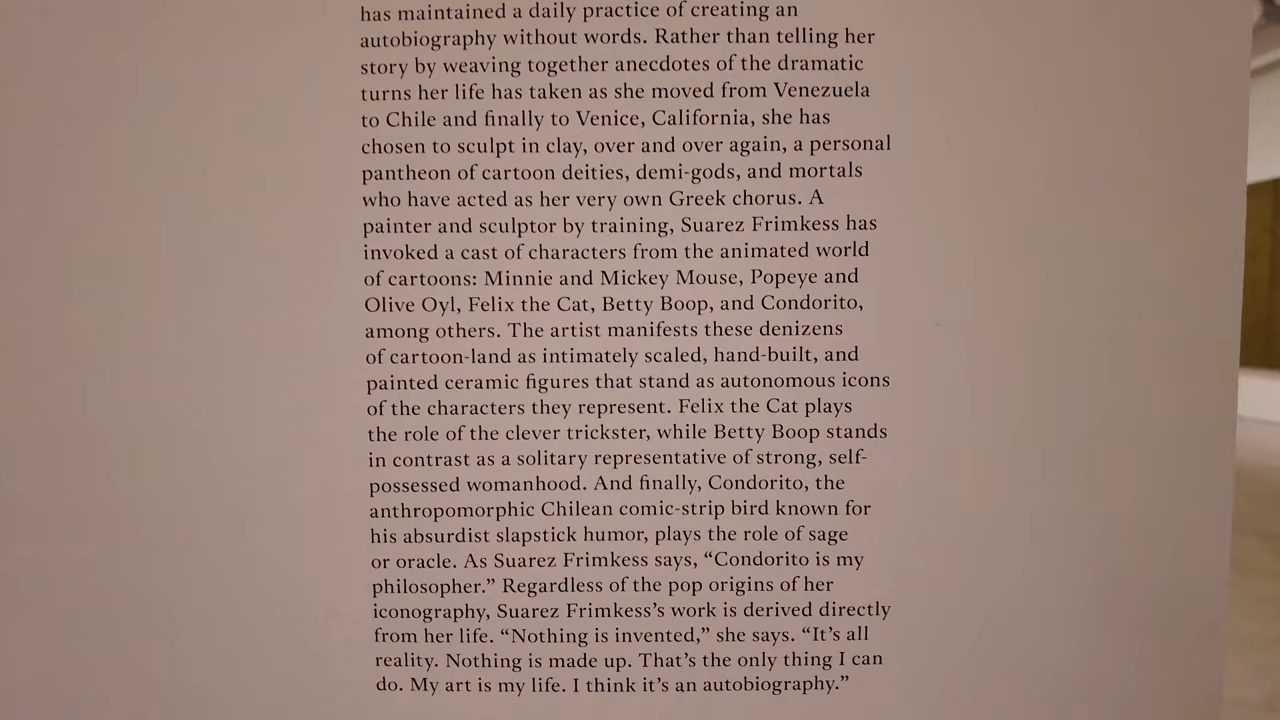 has maintained a daily practice of creating an
autobiography without words. Rather than telling her
story by weaving together anecdotes of the dramatic
turns her life has taken as she moved from Venezuela
to Chile and finally to Venice, California, she has
chosen to sculpt in clay, over and over again, a personal
pantheon of cartoon deities, demi-gods, and mortals
who have acted as her very own Greek chorus. A
painter and sculptor by training, Suarez Frimkess has
invoked a cast of characters from the animated world
of cartoons: Minnie and Mickey Mouse, Popeye and
Olive Oyl, Felix the Cat, Betty Boop, and Condorito,
among others. The artist manifests these denizens
of cartoon-land as intimately scaled, hand-built, and
painted ceramic figures that stand as autonomous icons
of the characters they represent. Felix the Cat plays
the role of the clever trickster, while Betty Boop stands
in contrast as a solitary representative of strong, self-
possessed womanhood. And finally, Condorito, the
anthropomorphic Chilean comic-strip bird known for
his absurdist slapstick humor, plays the role of sage
or oracle. As Suarez Frimkess says, “Condorito is my
philosopher.” Regardless of the pop origins of her
iconography, Suarez Frimkess’s work is derived directly
from her life. “Nothing is invented,” she says. “It’s all
reality. Nothing is made up. That’s the only thing I can
do. My art is my life. I think it’s an autobiography.”